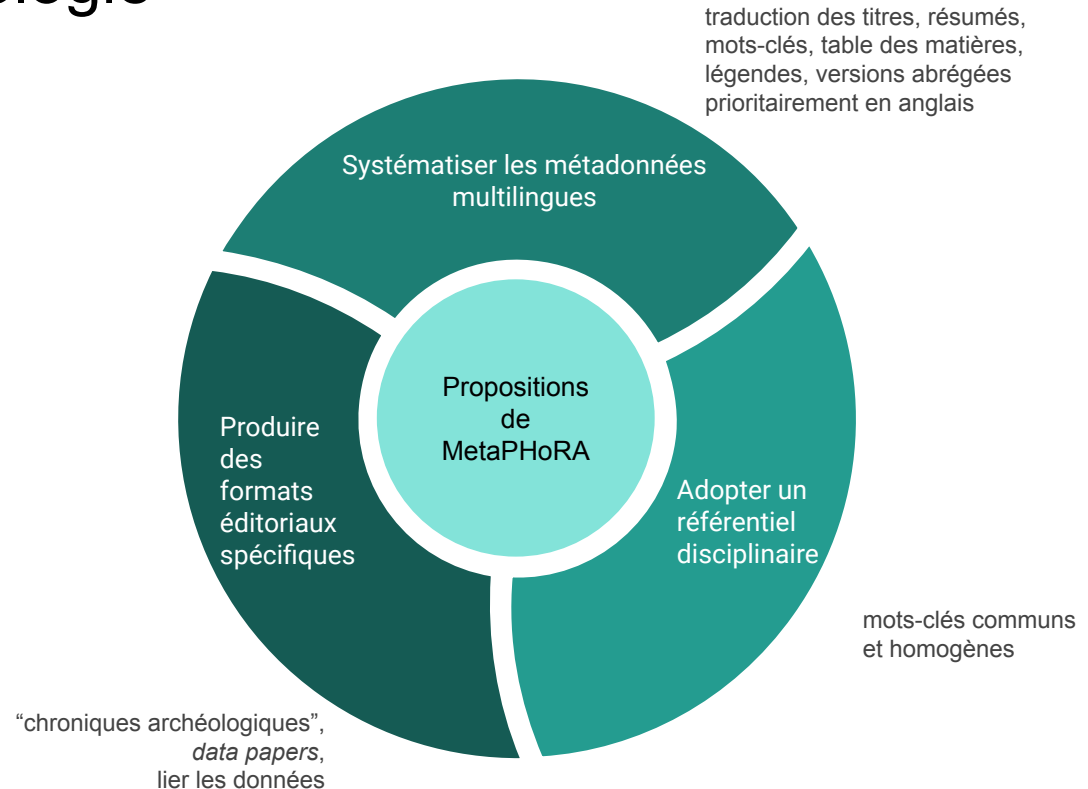 traduction des titres, résumés,
mots-clés, table des matières,
légendes, versions abrégées
prioritairement en anglais
Systématiser les métadonnées
multilingues
Propositions
de
MetaPHoRA
Produire
des
formats
éditoriaux
spécifiques
Adopter un
référentiel
disciplinaire
mots-clés communs
et homogènes
“chroniques archéologiques”,
data papers,
lier les données